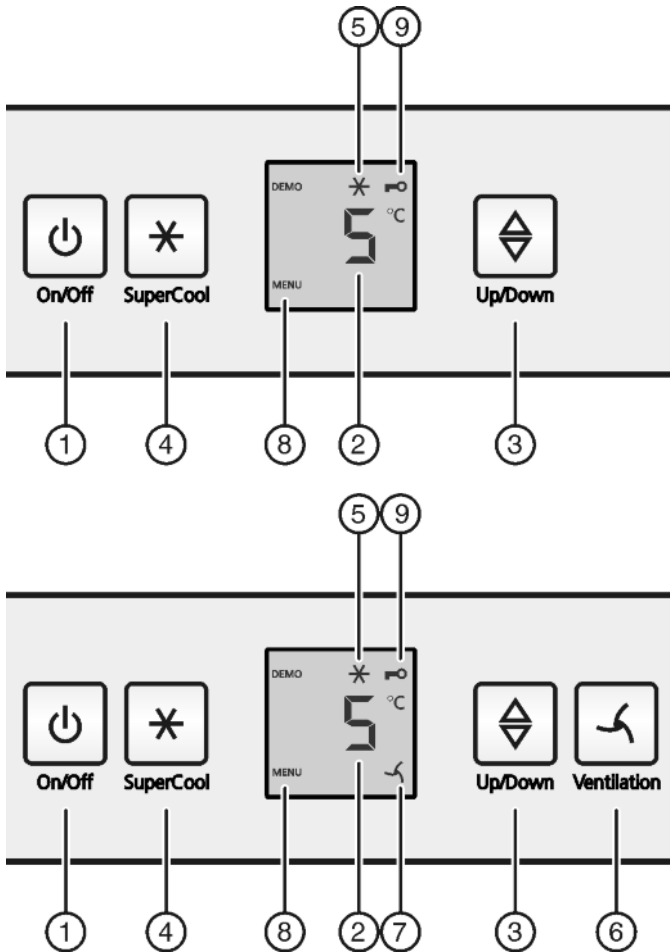 5 9
DEMO
5 °C
MENU
On/Off SuperCool Up/Down
1 4 8 2 3
5 9
DEMO
5 °C
MENU
On/Off SuperCool Up/Down Ventilation
1 4 8 2 7 3 6